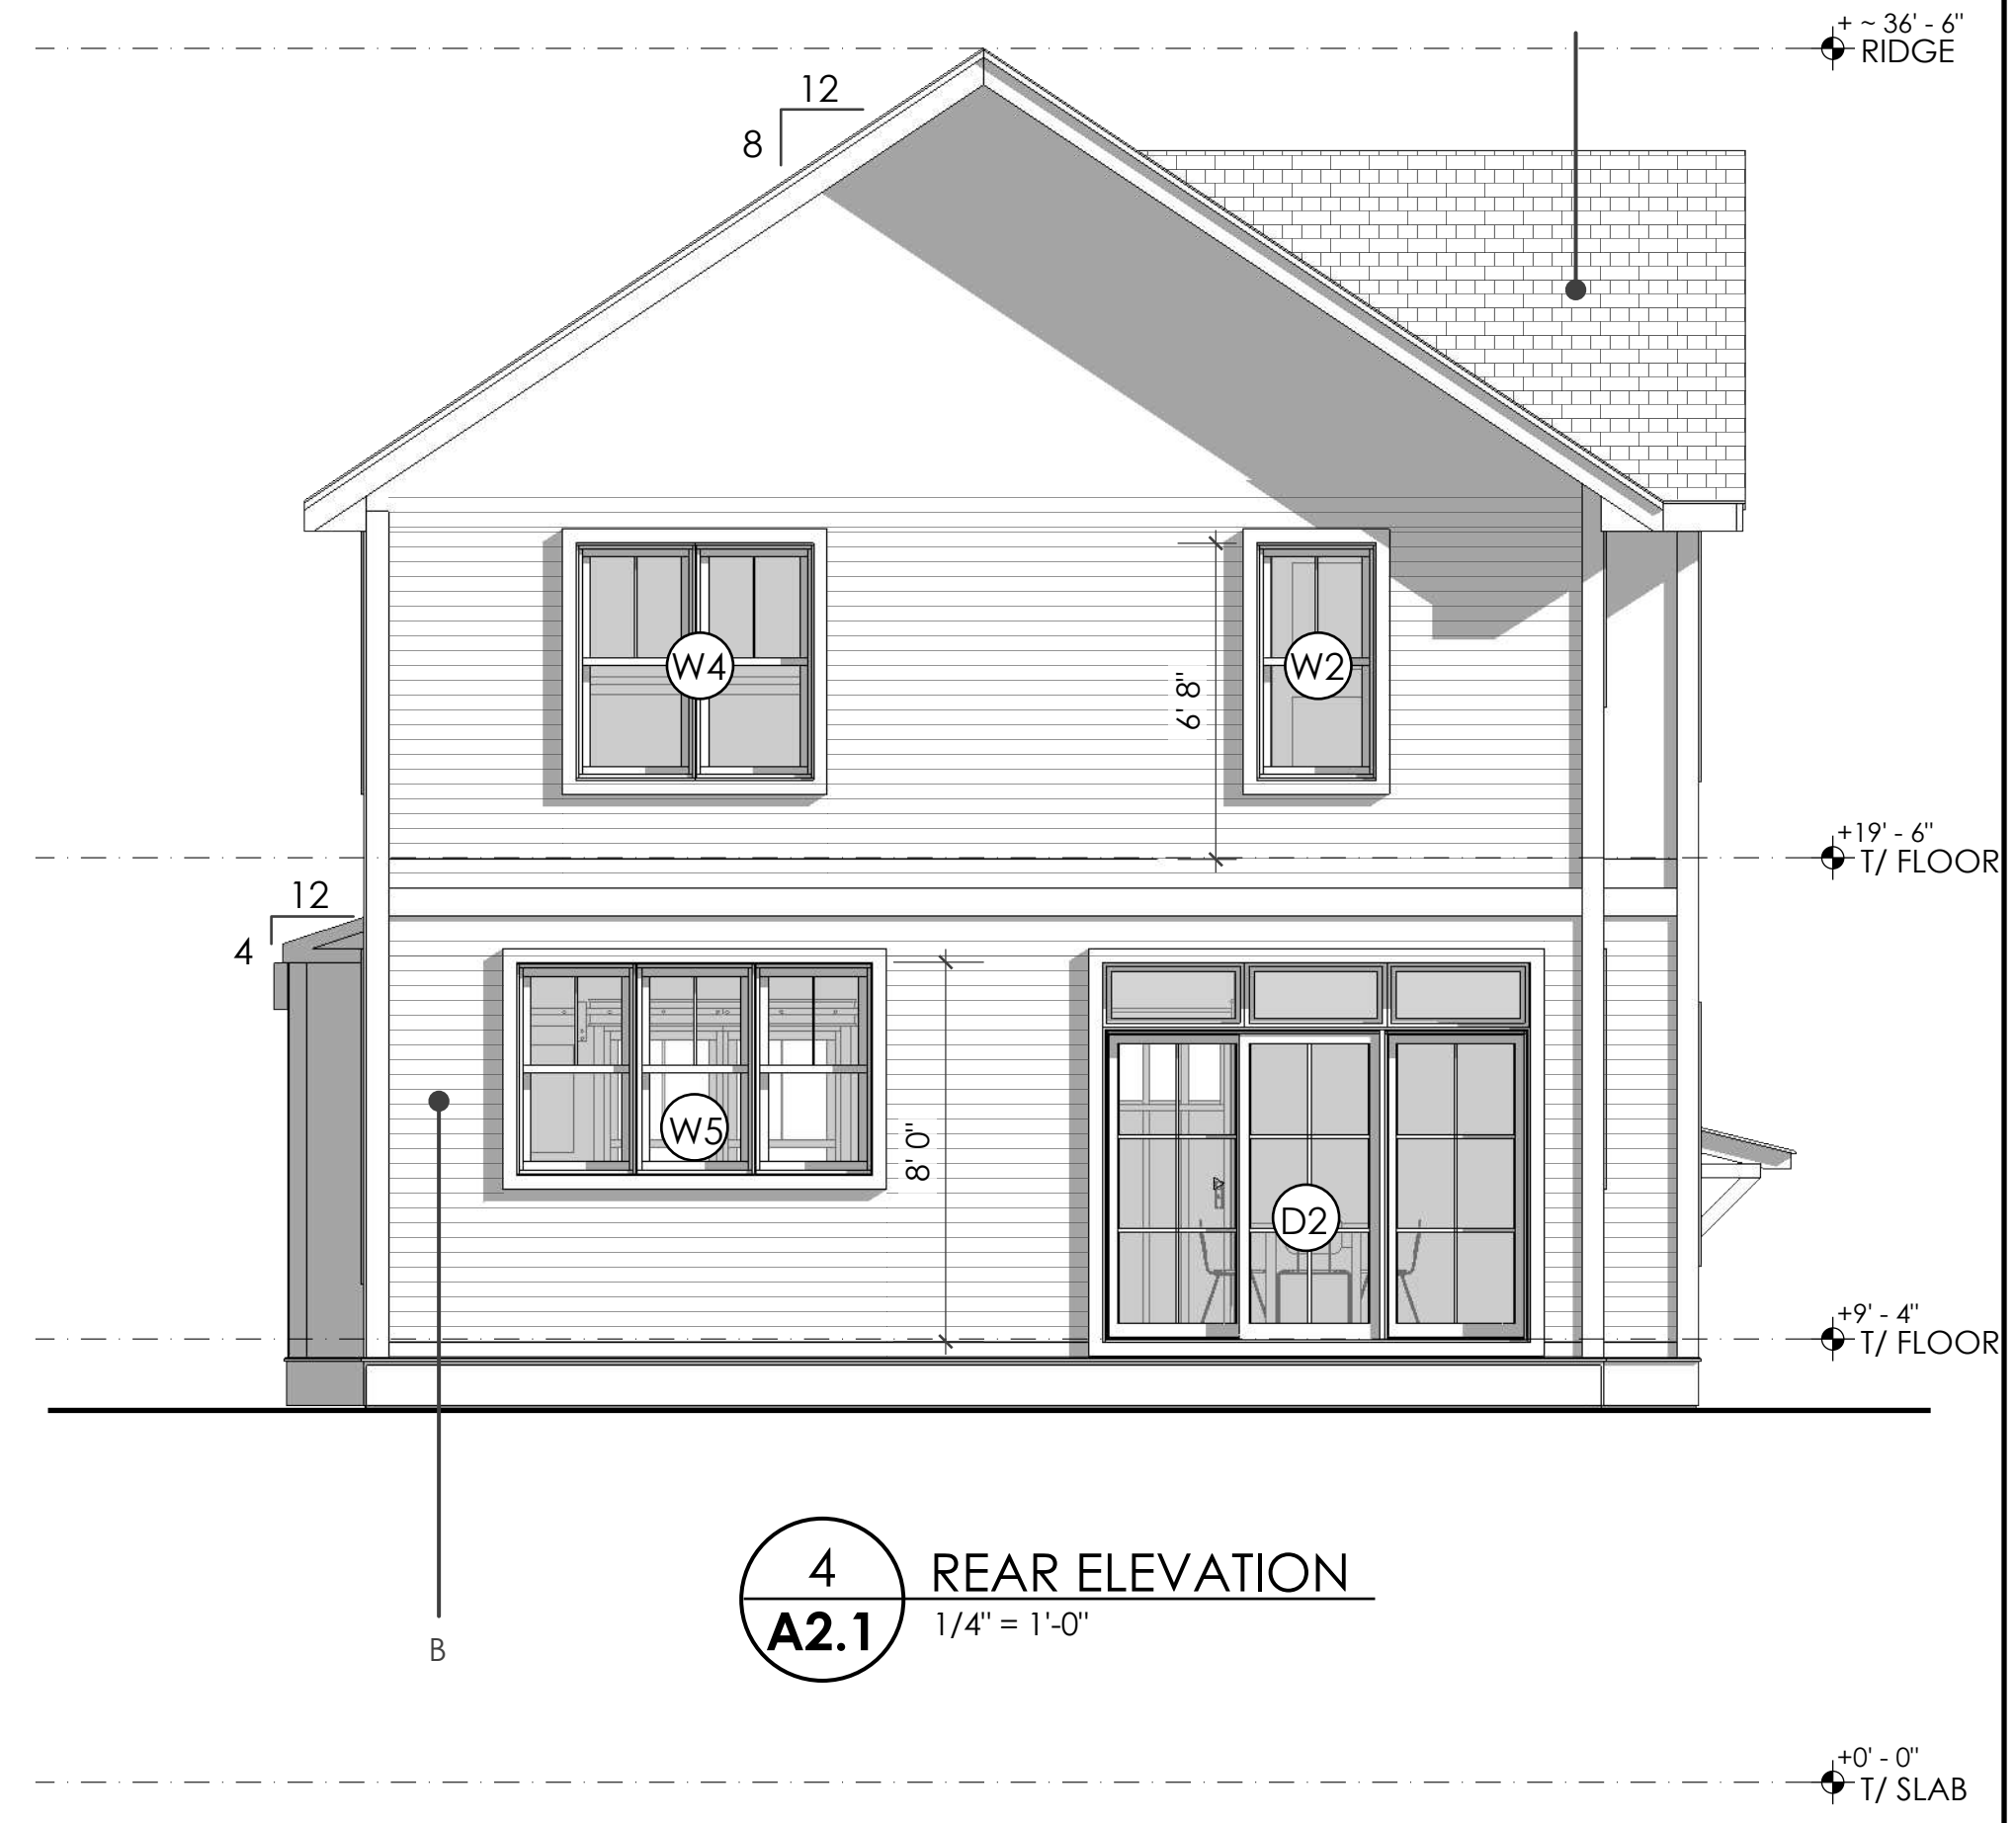 + ~ 36' - 6"
RIDGE
12
8
W4
W2
6' 8"
+19' - 6"
T/ FLOOR
12
4
W5
8' 0"
D2
+9' - 4"
T/ FLOOR
4
REAR ELEVATION
A2.1
1/4" = 1'-0"
B
+0' - 0"
T/ SLAB